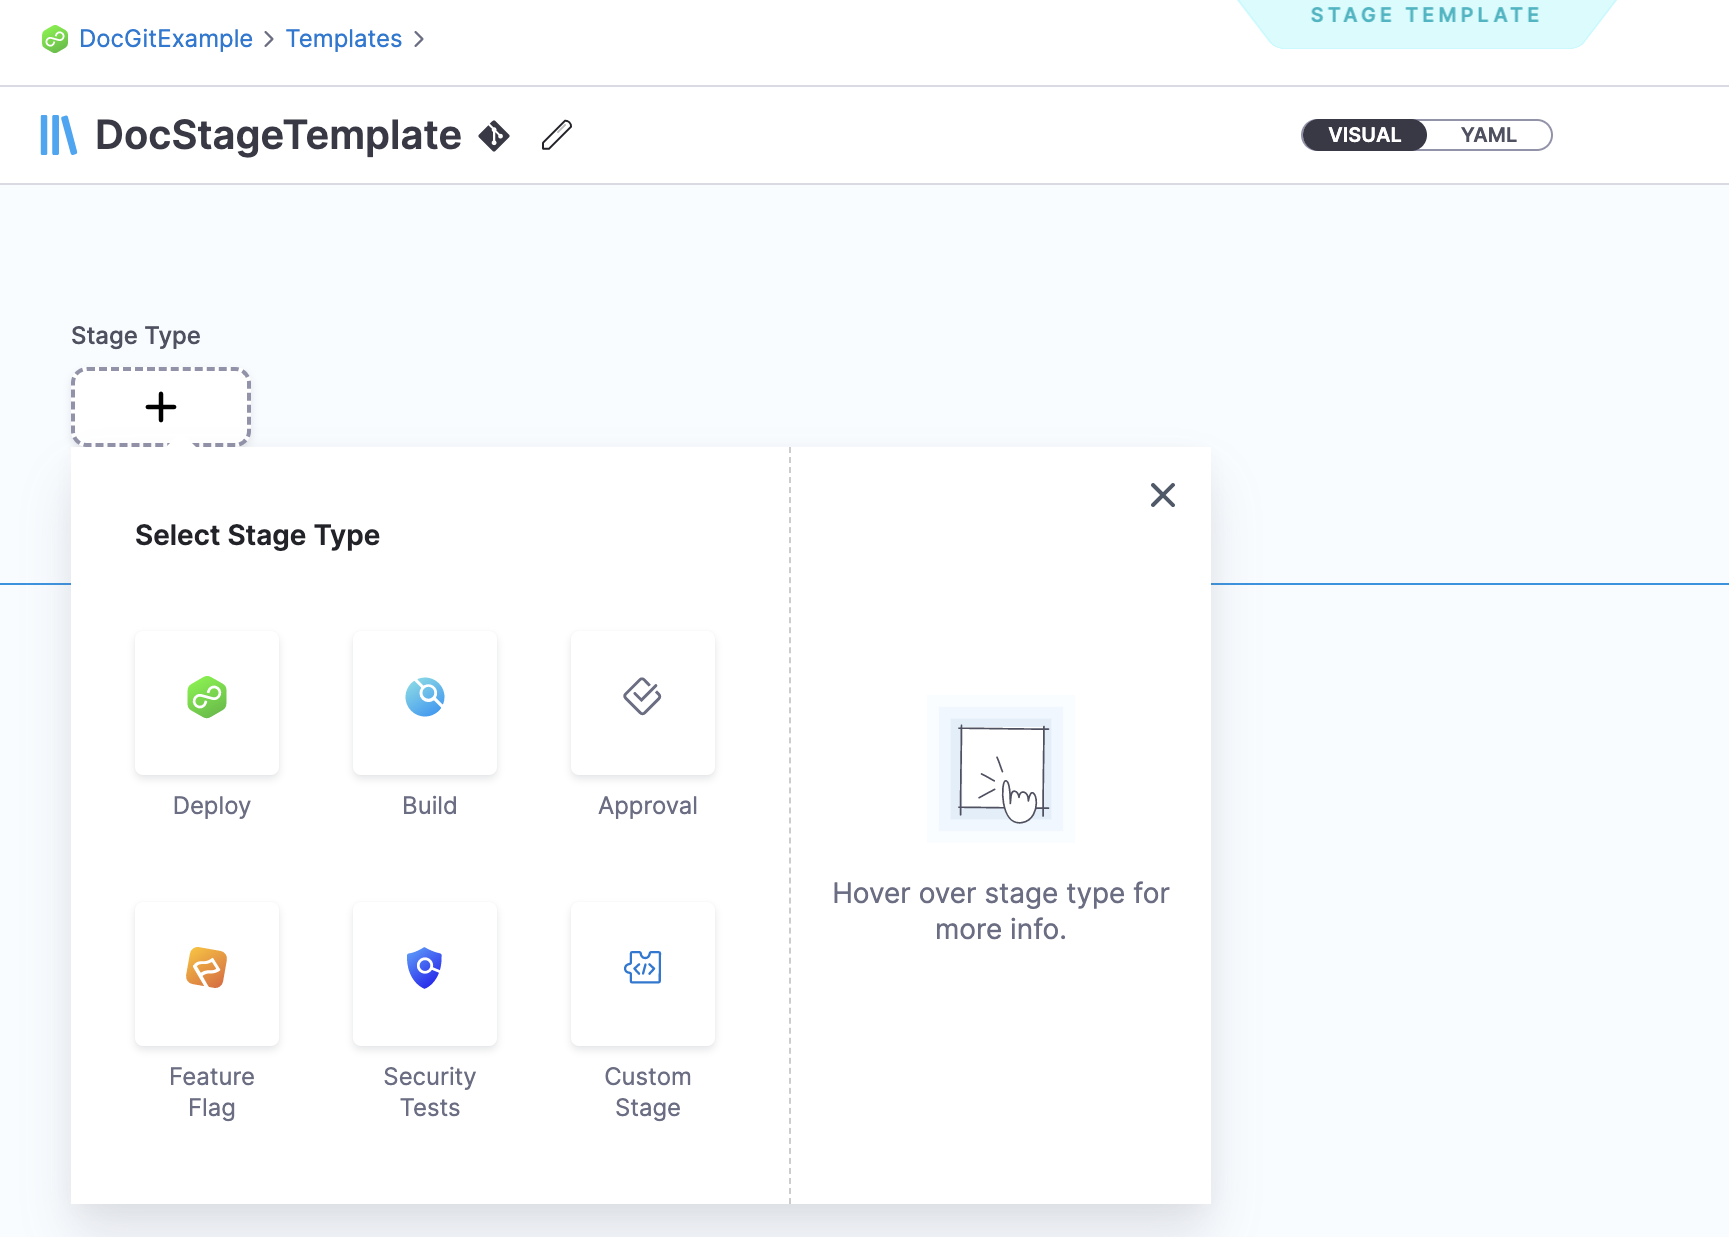 DocGitExample > Templates >
STAGE TEMPLATE
DocStageTemplate
VISUAL
YAML
Stage Type
Select Stage Type
Deploy
Build
Approval
Feature
Flag
Security
Tests
Custom
Stage
Hover over stage type for
more info.